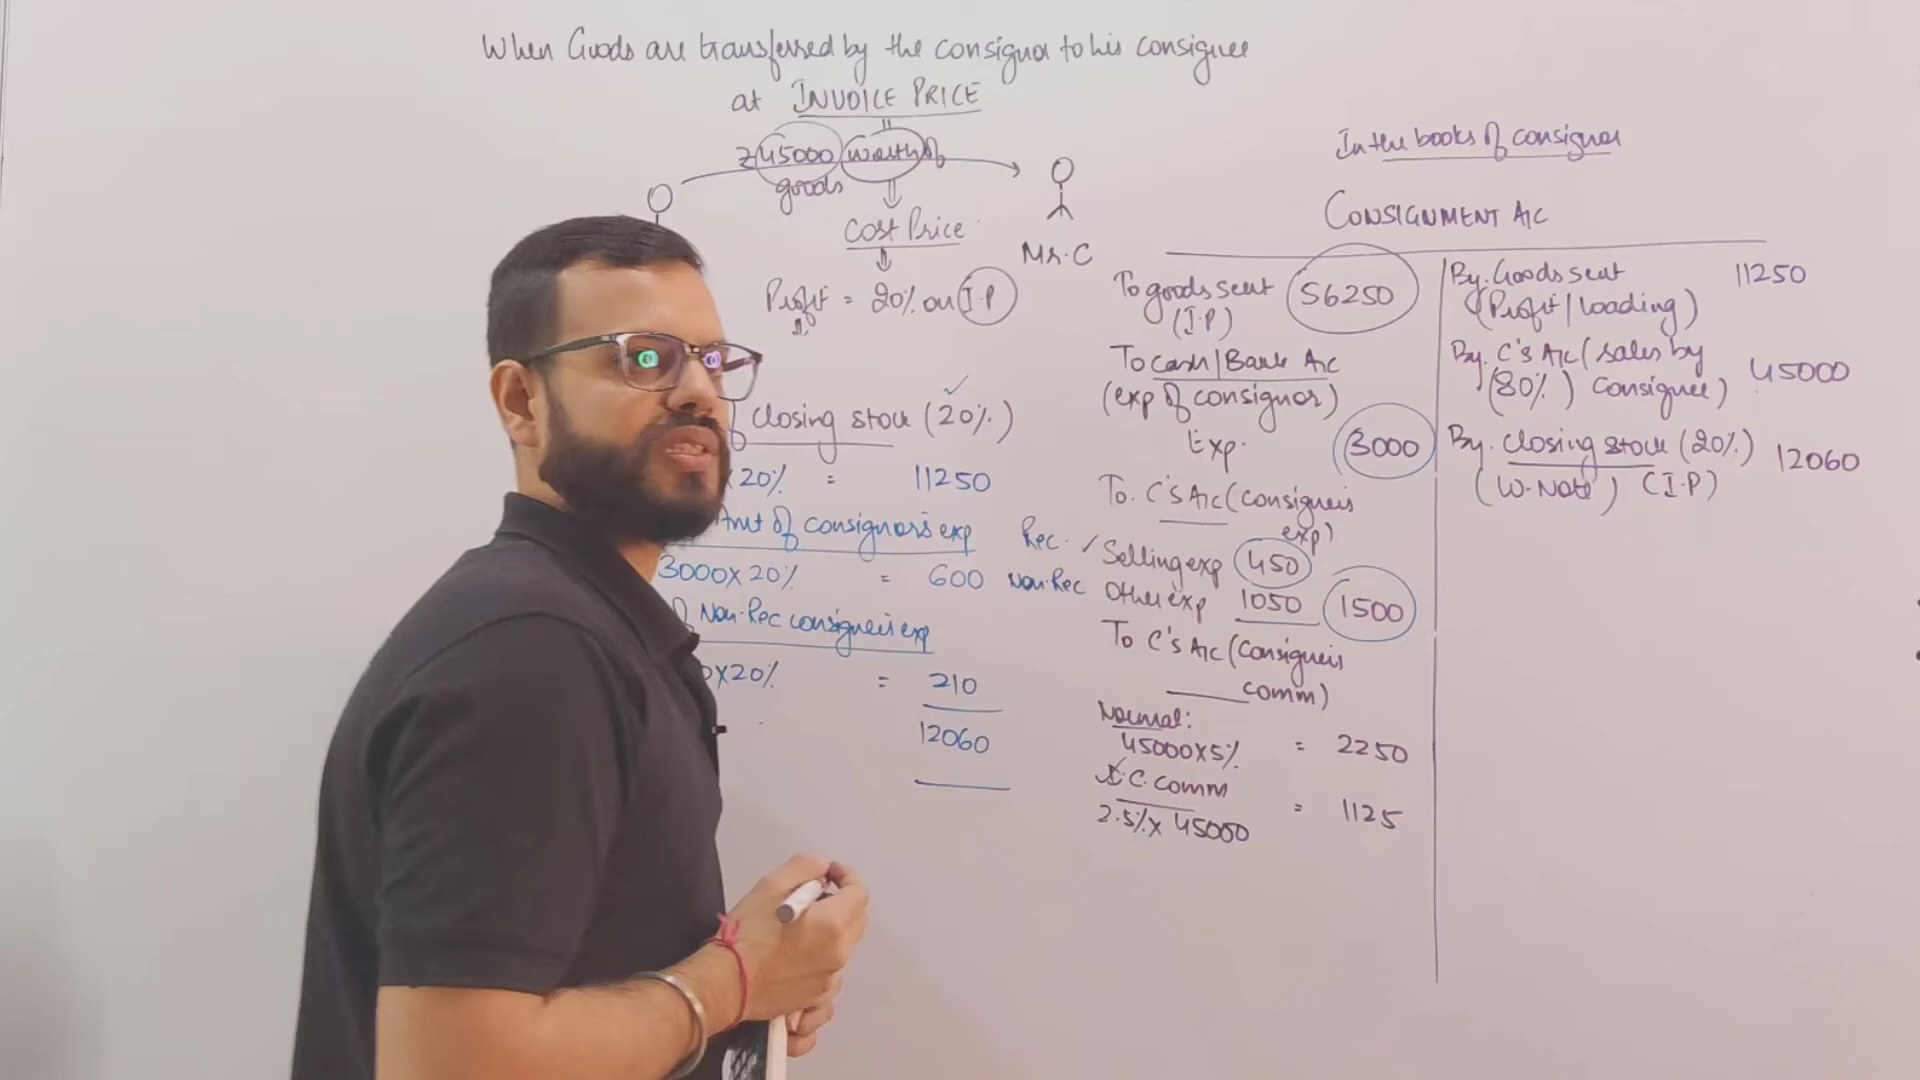 When Goods are transferred by the consignor to his consignee
at INVOICE PRICE
₹45000 worth of
goods
Cost Price
Mr. C
Profit = 20% on I.P
closing stock (20%)
20% = 11250
Amt of consignor's exp
3000 x 20% = 600
Non-Rec consignee's exp
x20% = 210
12060
In the books of consignor
CONSIGNMENT A/C
To goods sent 56250
(I.P)
To cash/Bank A/c
(exp of consignor)
Exp. 3000
To. C's A/C (consignee's
exp)
Rec. Selling exp 450
Non-Rec Other exp 1050 1500
To C's A/C (consignee's
comm)
Normal:
45000x5% = 2250
D.C. comm
2.5% x 45000 = 1125
By. Goods sent 11250
(Profit/loading)
By. C's A/C (sales by
(80%) consignee) 45000
By. closing stock (20%) 12060
(W-Note) (I.P)